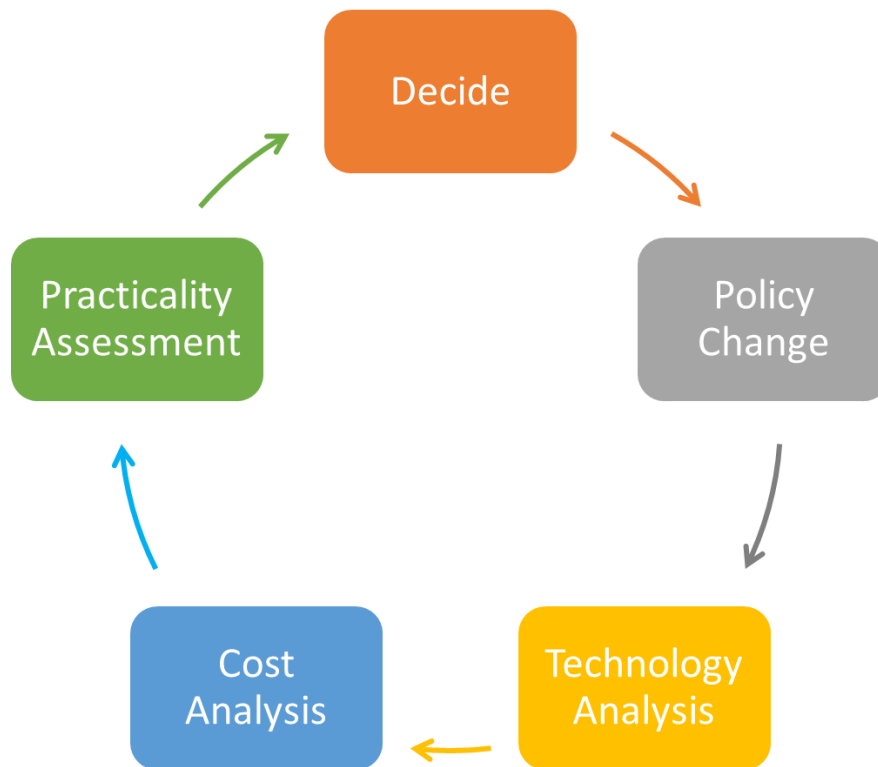 Decide
Policy
Change
Technology
Analysis
Cost
Analysis
Practicality
Assessment